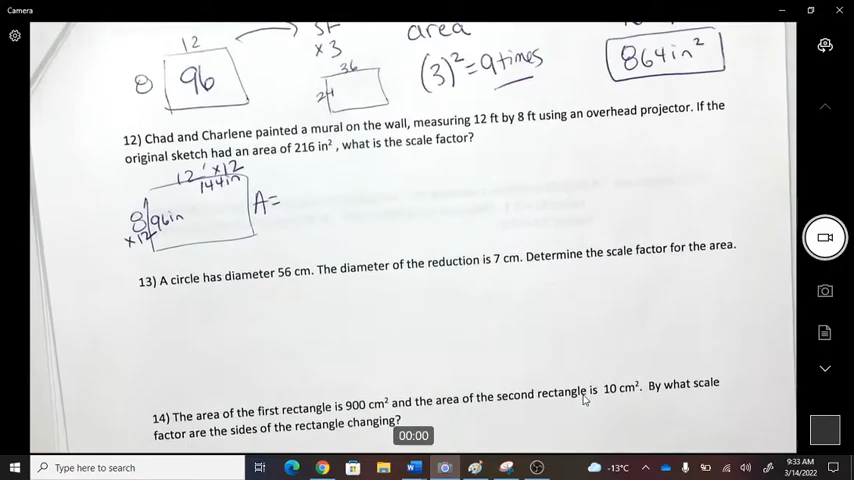 Camera
12
8
96
SF
x3
36
24
area
(3)² = 9 times
864 in²
12) Chad and Charlene painted a mural on the wall, measuring 12 ft by 8 ft using an overhead projector. If the
original sketch had an area of 216 in² , what is the scale factor?
12' x12
144in
8' 96in
x12
A=
13) A circle has diameter 56 cm. The diameter of the reduction is 7 cm. Determine the scale factor for the area.
14) The area of the first rectangle is 900 cm² and the area of the second rectangle is 10 cm². By what scale
factor are the sides of the rectangle changing?
00:00
Type here to search
-13°C
9:33 AM
3/14/2022